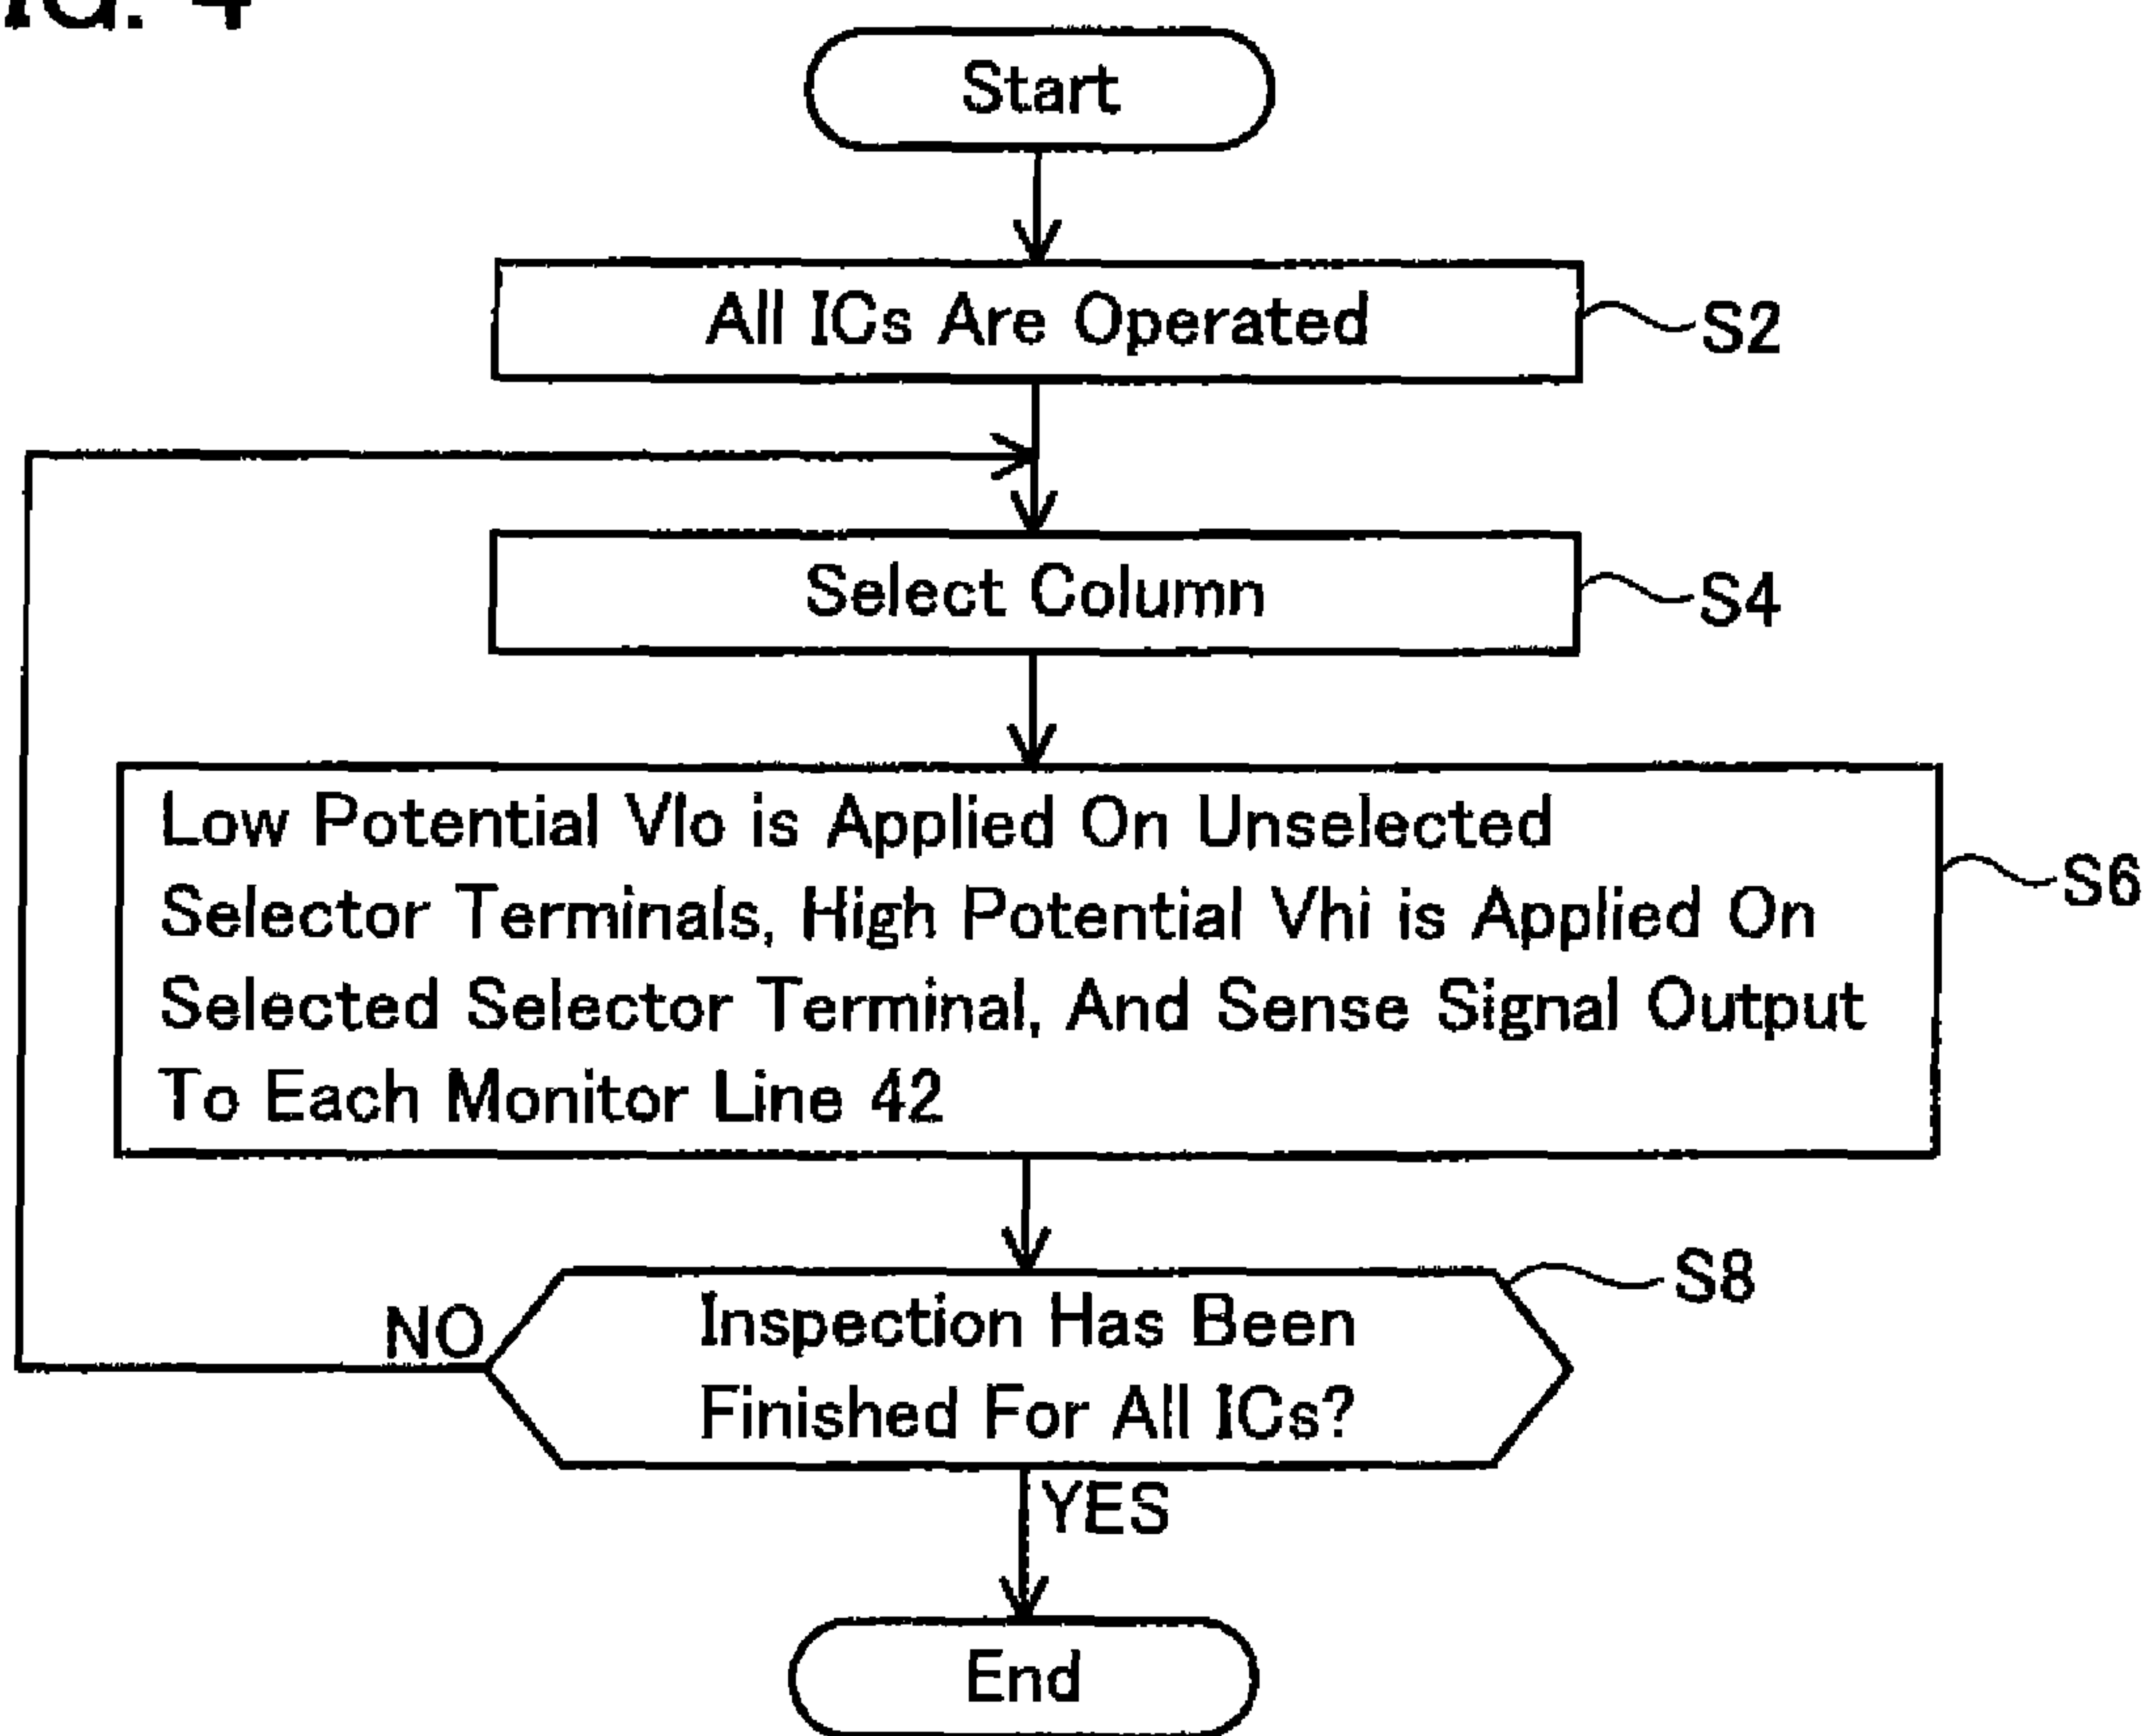 FIG. 4
Start
All ICs Are Operated
S2
Select Column
S4
Low Potential Vlo is Applied On Unselected
Selector Terminals, High Potential Vhi is Applied On
Selected Selector Terminal, And Sense Signal Output
To Each Monitor Line 42
S6
S8
NO
Inspection Has Been
Finished For All ICs?
YES
End